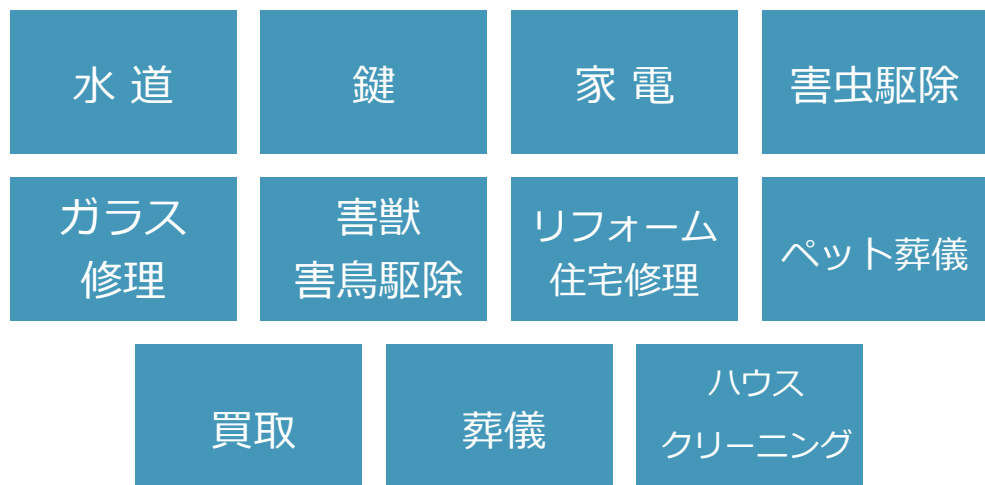 水 道
鍵
家 電
害虫駆除
ガラス
修理
害獣
害鳥駆除
リフォーム
住宅修理
ペット葬儀
買取
葬儀
ハウス
クリーニング